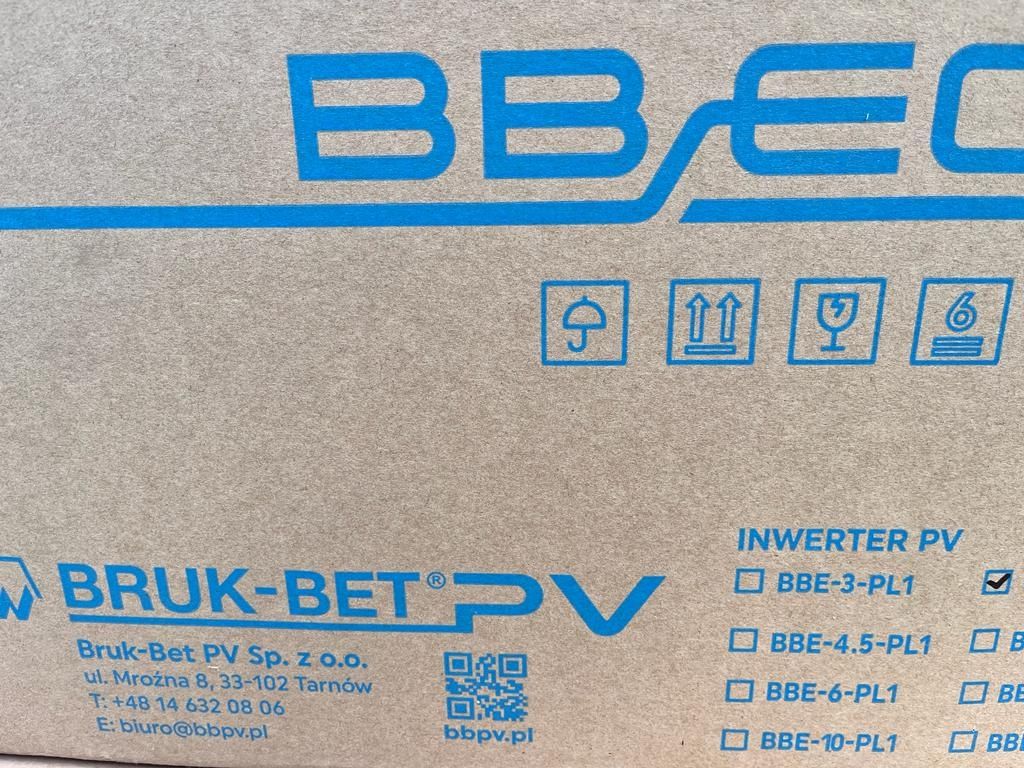 BBEC
6
INWERTER PV
BRUK-BET® PV
BBE-3-PL1
Bruk-Bet PV Sp. z o.o.
BBE-4.5-PL1
ul. Mroźna 8, 33-102 Tarnów
BBE-6-PL1
T: +48 14 632 08 06
E: biuro@bbpv.pl
bbpv.pl
BBE-10-PL1